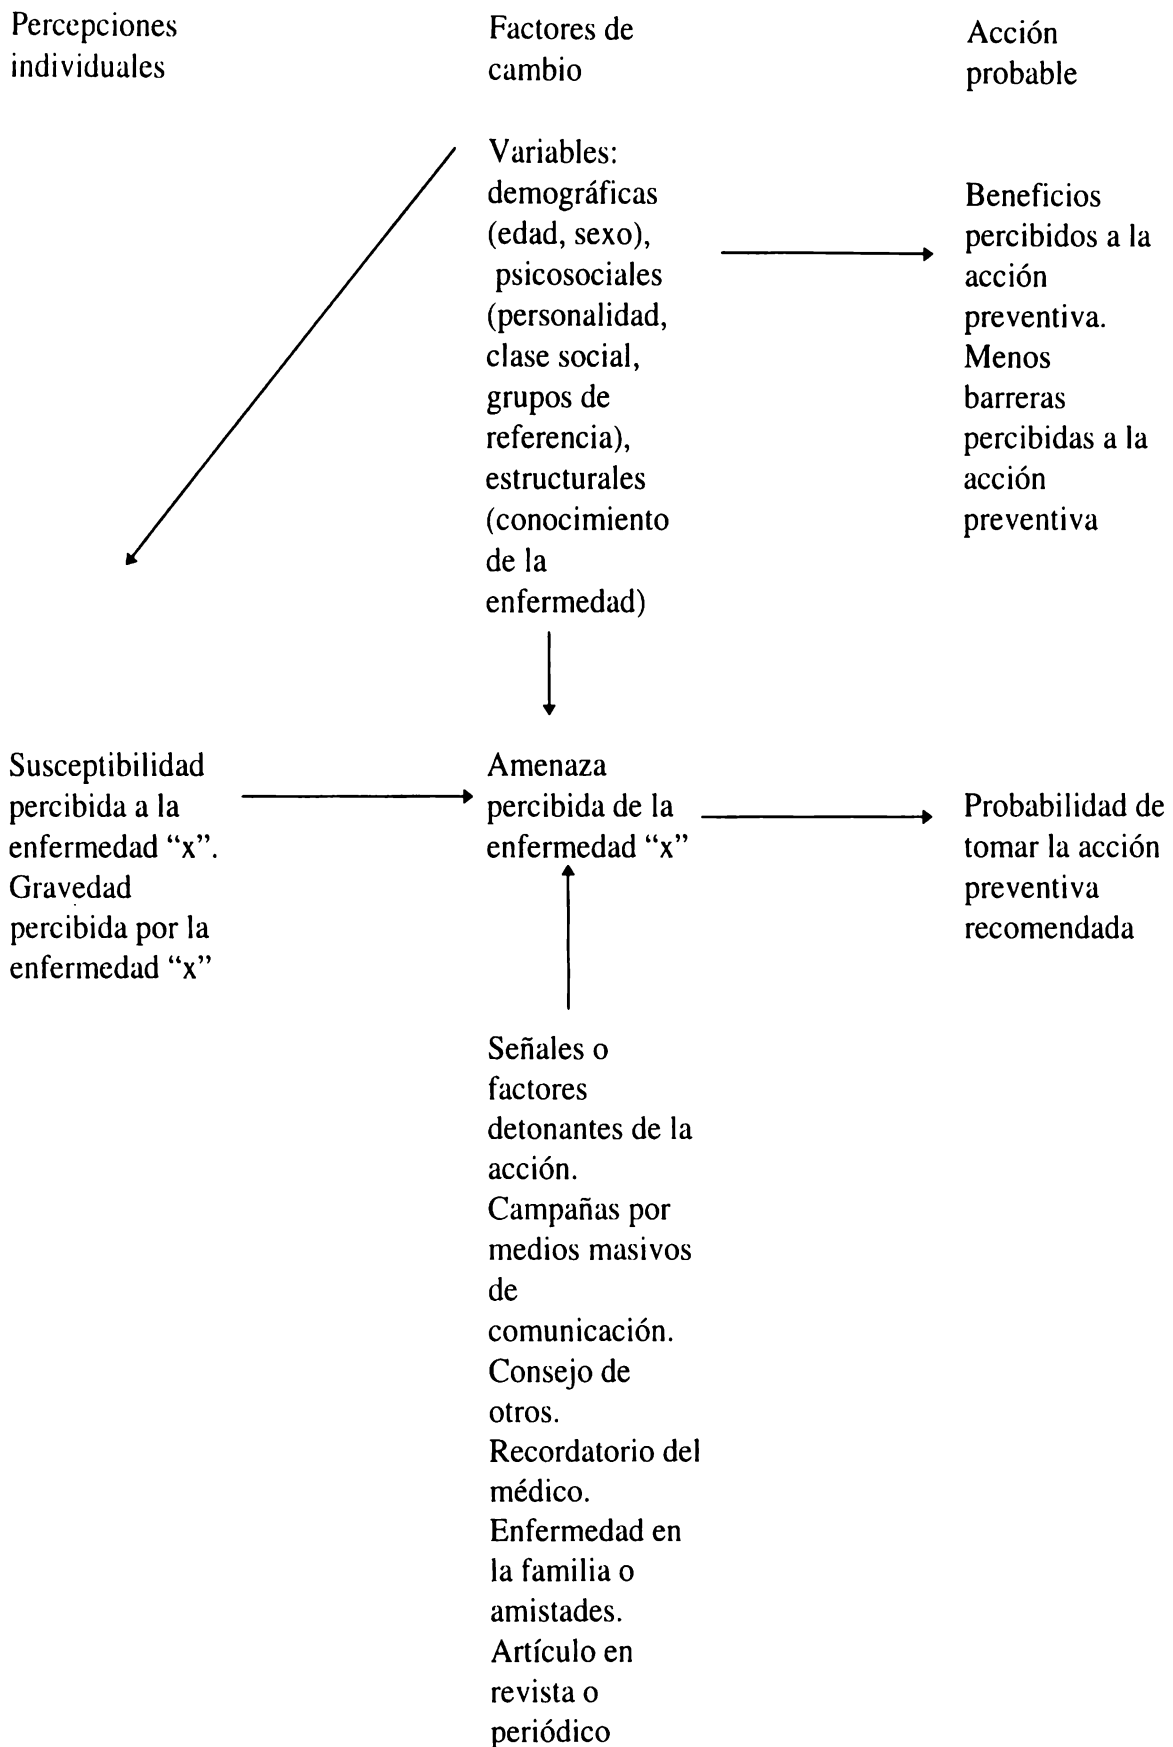 Percepciones
individuales
Factores de
cambio
Acción
probable
Variables:
demográficas
(edad, sexo),
psicosociales
(personalidad,
clase social,
grupos de
referencia),
estructurales
(conocimiento
de la
enfermedad)
Beneficios
percibidos a la
acción
preventiva.
Menos
barreras
percibidas a la
acción
preventiva
Susceptibilidad
percibida a la
enfermedad “x”.
Gravedad
percibida por la
enfermedad “x”
Amenaza
percibida de la
enfermedad “x”
Probabilidad de
tomar la acción
preventiva
recomendada
Señales o
factores
detonantes de la
acción.
Campañas por
medios masivos
de
comunicación.
Consejo de
otros.
Recordatorio del
médico.
Enfermedad en
la familia o
amistades.
Artículo en
revista o
periódico